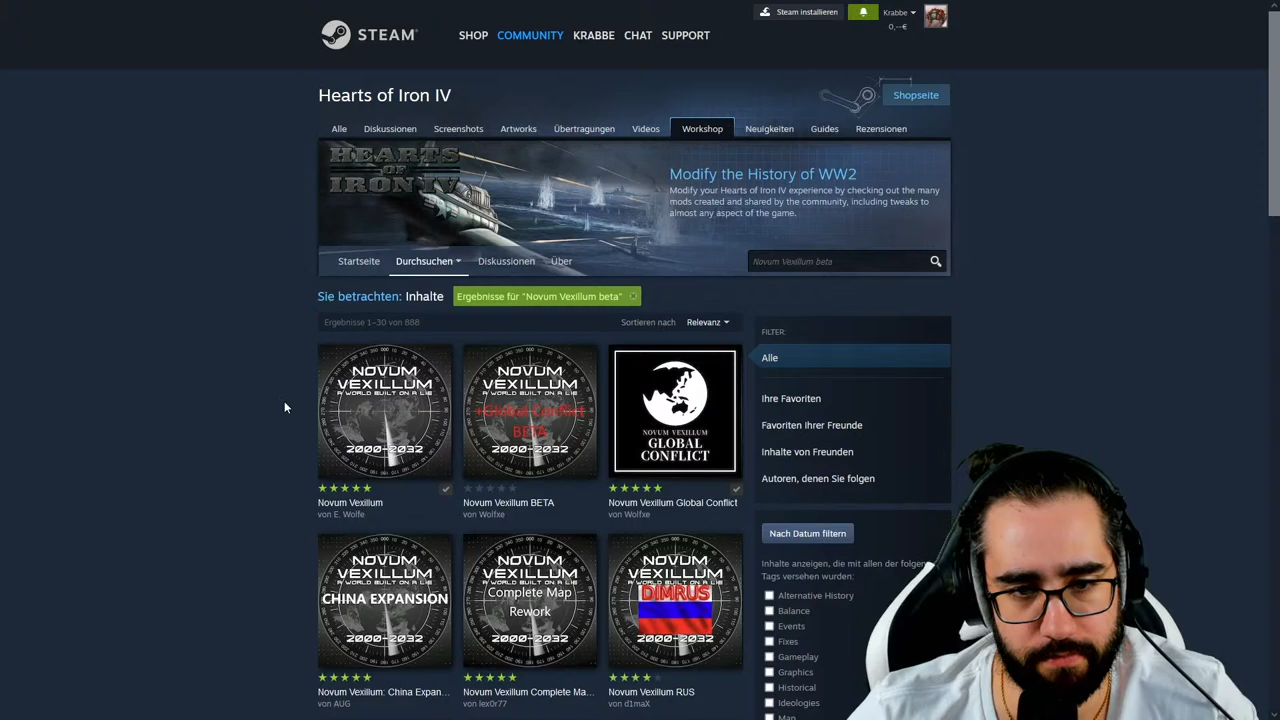 Steam installieren
Krabbe
0,--€
STEAM
SHOP COMMUNITY KRABBE CHAT SUPPORT
Hearts of Iron IV
Shopseite
Alle Diskussionen Screenshots Artworks Übertragungen Videos Workshop Neuigkeiten Guides Rezensionen
HEARTS
OF
IRON IV
Modify the History of WW2
Modify your Hearts of Iron IV experience by checking out the many
mods created and shared by the community, including tweaks to
almost any aspect of the game.
Startseite Durchsuchen Diskussionen Über
Novum Vexillum beta
Sie betrachten: Inhalte Ergebnisse für "Novum Vexillum beta"
Ergebnisse 1–30 von 888
Sortieren nach Relevanz
NOVUM
VEXILLUM
A WORLD BUILT ON A LIE
2000-2032
Novum Vexillum
von E. Wolfe
NOVUM
VEXILLUM
A WORLD BUILT ON A LIE
+Global Conflict
BETA
2000-2032
Novum Vexillum BETA
von Wolfxe
NOVUM VEXILLUM
GLOBAL
CONFLICT
Novum Vexillum Global Conflict
von Wolfxe
NOVUM
VEXILLUM
A WORLD BUILT ON A LIE
CHINA EXPANSION
2000-2032
Novum Vexillum: China Expan...
von AUG
NOVUM
VEXILLUM
A WORLD BUILT ON A LIE
Complete Map
Rework
2000-2032
Novum Vexillum Complete Ma...
von lex0r77
NOVUM
VEXILLUM
A WORLD BUILT ON A LIE
DIMRUS
2000-2032
Novum Vexillum RUS
von d1maX
FILTER:
Alle
Ihre Favoriten
Favoriten Ihrer Freunde
Inhalte von Freunden
Autoren, denen Sie folgen
Nach Datum filtern
Inhalte anzeigen, die mit allen der
Tags versehen wurden:
Alternative History
Balance
Events
Fixes
Gameplay
Graphics
Historical
Ideologies
Map